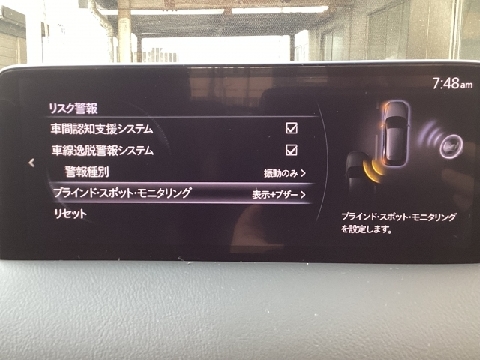 7:48am
リスク警報
車間認知支援システム
車線逸脱警報システム
警報種別 振動のみ >
ブラインド・スポット・モニタリング 表示+ブザー >
リセット
ブラインド・スポット・モニタリング
を設定します。